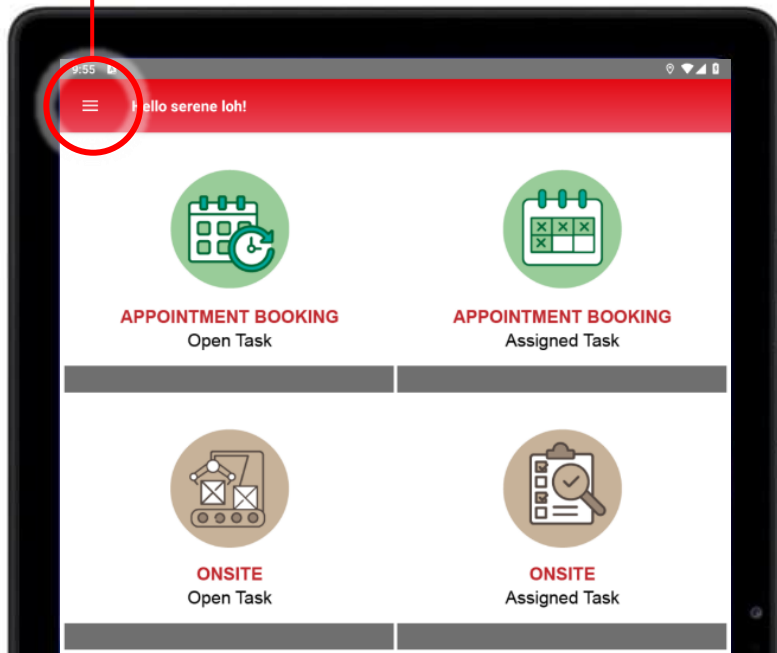 9:55
Hello serene loh!
APPOINTMENT BOOKING
Open Task
APPOINTMENT BOOKING
Assigned Task
ONSITE
Open Task
ONSITE
Assigned Task